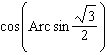 cos(Arc sin √3/2)